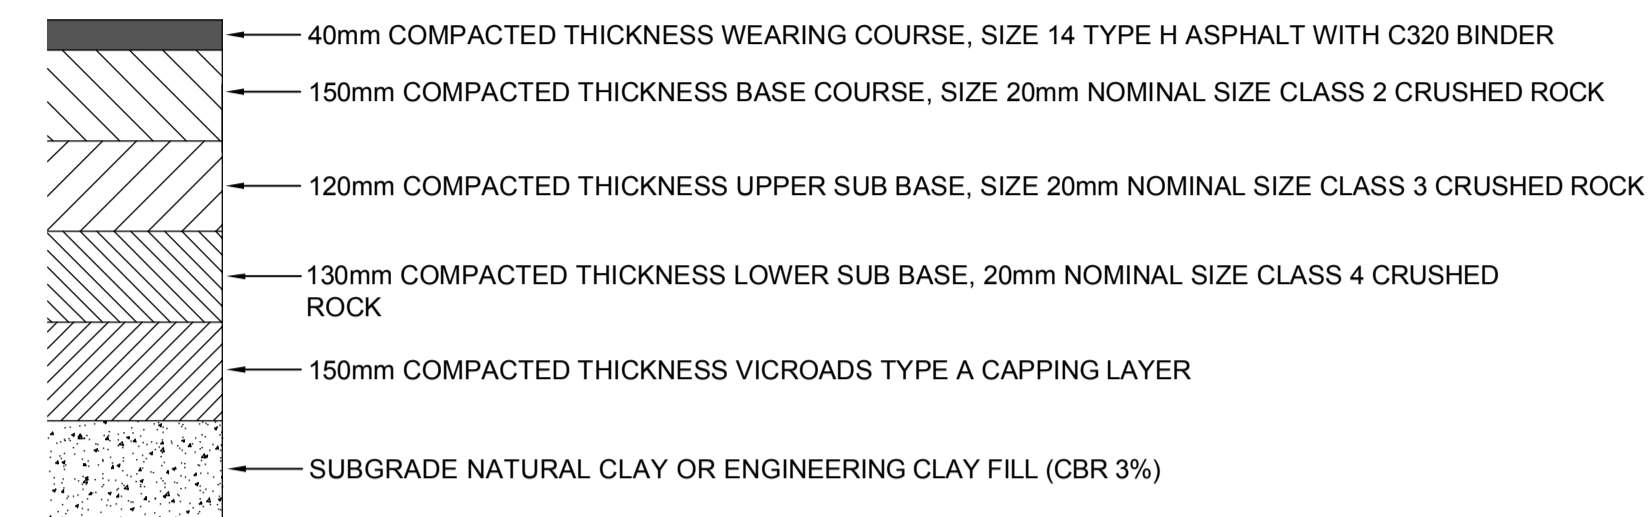 40mm COMPACTED THICKNESS WEARING COURSE, SIZE 14 TYPE H ASPHALT WITH C320 BINDER
150mm COMPACTED THICKNESS BASE COURSE, SIZE 20mm NOMINAL SIZE CLASS 2 CRUSHED ROCK
120mm COMPACTED THICKNESS UPPER SUB BASE, SIZE 20mm NOMINAL SIZE CLASS 3 CRUSHED ROCK
130mm COMPACTED THICKNESS LOWER SUB BASE, 20mm NOMINAL SIZE CLASS 4 CRUSHED
ROCK
150mm COMPACTED THICKNESS VICROADS TYPE A CAPPING LAYER
SUBGRADE NATURAL CLAY OR ENGINEERING CLAY FILL (CBR 3%)